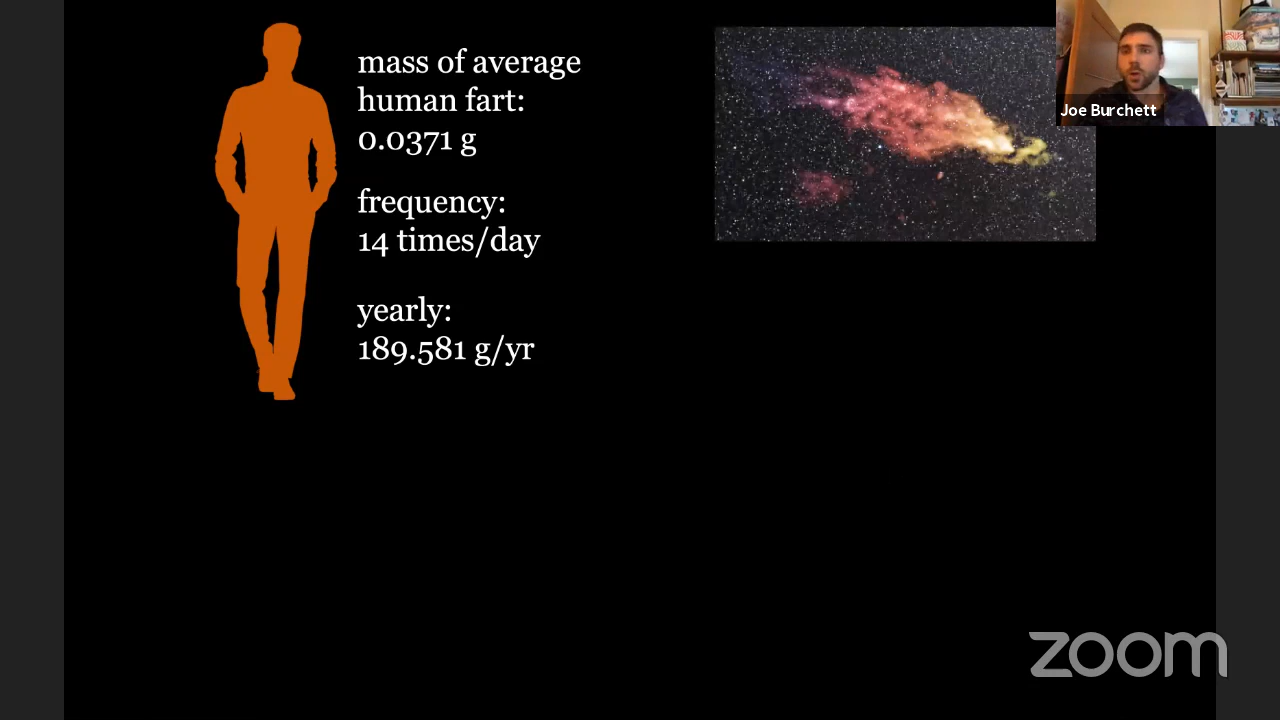 mass of average
human fart:
0.0371 g
frequency:
14 times/day
yearly:
189.581 g/yr
Joe Burchett
zoom